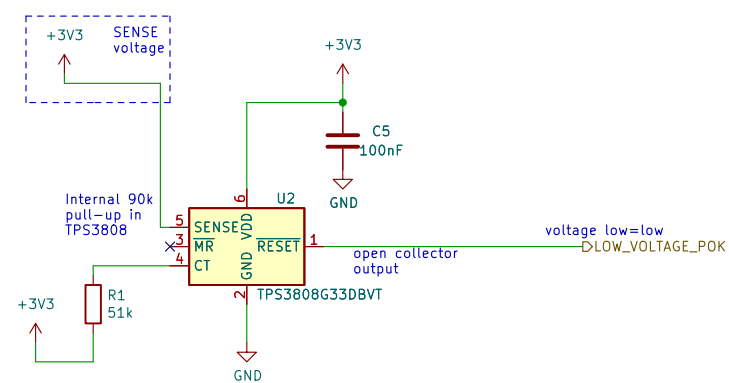 +3V3
SENSE
voltage
+3V3
C5
100nF
GND
Internal 90k
pull-up in
TPS3808
U2
6
VDD
5
SENSE
3
MR
4
CT
RESET
1
GND
2
TPS3808G33DBVT
open collector
output
voltage low=low
LOW_VOLTAGE_POK
R1
51k
+3V3
GND